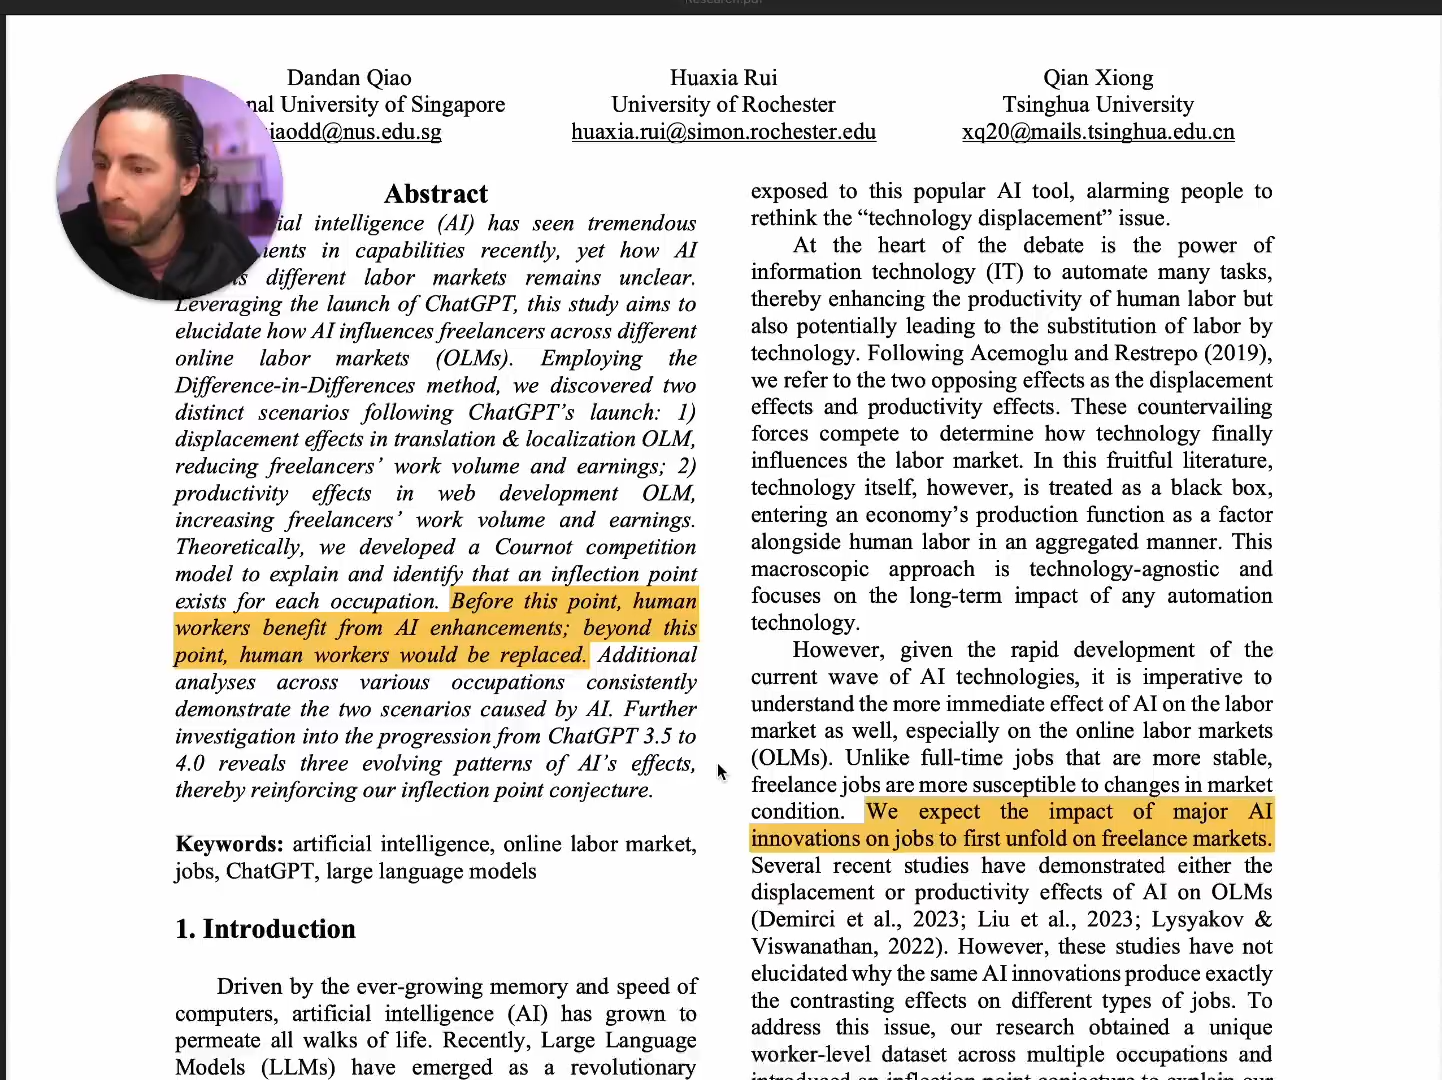 Research.pdf
Dandan Qiao
nal University of Singapore
iaodd@nus.edu.sg
Huaxia Rui
University of Rochester
huaxia.rui@simon.rochester.edu
Qian Xiong
Tsinghua University
xq20@mails.tsinghua.edu.cn
Abstract
ial intelligence (AI) has seen tremendous
ents in capabilities recently, yet how AI
s different labor markets remains unclear.
Leveraging the launch of ChatGPT, this study aims to
elucidate how AI influences freelancers across different
online labor markets (OLMs). Employing the
Difference-in-Differences method, we discovered two
distinct scenarios following ChatGPT's launch: 1)
displacement effects in translation & localization OLM,
reducing freelancers' work volume and earnings; 2)
productivity effects in web development OLM,
increasing freelancers' work volume and earnings.
Theoretically, we developed a Cournot competition
model to explain and identify that an inflection point
exists for each occupation. Before this point, human
workers benefit from AI enhancements; beyond this
point, human workers would be replaced. Additional
analyses across various occupations consistently
demonstrate the two scenarios caused by AI. Further
investigation into the progression from ChatGPT 3.5 to
4.0 reveals three evolving patterns of AI's effects,
thereby reinforcing our inflection point conjecture.
Keywords: artificial intelligence, online labor market,
jobs, ChatGPT, large language models
1. Introduction
Driven by the ever-growing memory and speed of
computers, artificial intelligence (AI) has grown to
permeate all walks of life. Recently, Large Language
Models (LLMs) have emerged as a revolutionary
exposed to this popular AI tool, alarming people to
rethink the “technology displacement” issue.
At the heart of the debate is the power of
information technology (IT) to automate many tasks,
thereby enhancing the productivity of human labor but
also potentially leading to the substitution of labor by
technology. Following Acemoglu and Restrepo (2019),
we refer to the two opposing effects as the displacement
effects and productivity effects. These countervailing
forces compete to determine how technology finally
influences the labor market. In this fruitful literature,
technology itself, however, is treated as a black box,
entering an economy's production function as a factor
alongside human labor in an aggregated manner. This
macroscopic approach is technology-agnostic and
focuses on the long-term impact of any automation
technology.
However, given the rapid development of the
current wave of AI technologies, it is imperative to
understand the more immediate effect of AI on the labor
market as well, especially on the online labor markets
(OLMs). Unlike full-time jobs that are more stable,
freelance jobs are more susceptible to changes in market
condition. We expect the impact of major AI
innovations on jobs to first unfold on freelance markets.
Several recent studies have demonstrated either the
displacement or productivity effects of AI on OLMs
(Demirci et al., 2023; Liu et al., 2023; Lysyakov &
Viswanathan, 2022). However, these studies have not
elucidated why the same AI innovations produce exactly
the contrasting effects on different types of jobs. To
address this issue, our research obtained a unique
worker-level dataset across multiple occupations and
introduced an inflection point conjecture to explain our